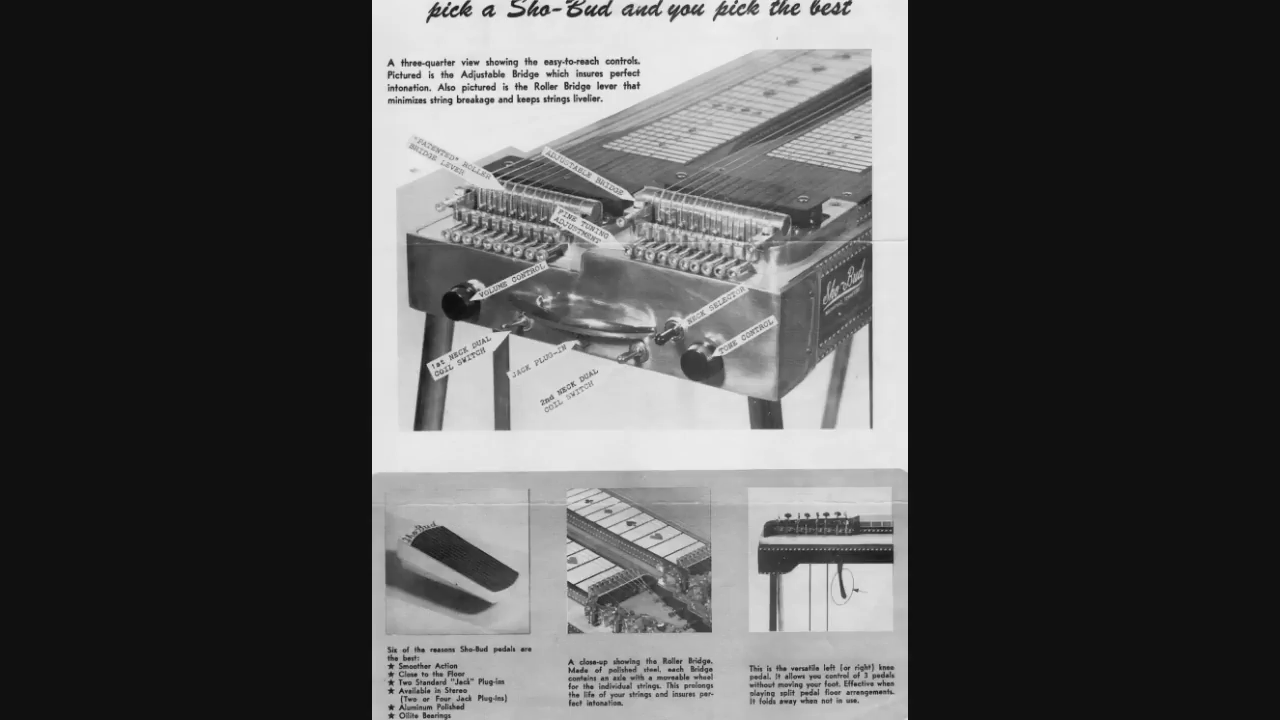 pick a Sho-Bud and you pick the best
A three-quarter view showing the easy-to-reach controls.
Pictured is the Adjustable Bridge which insures perfect
intonation. Also pictured is the Roller Bridge lever that
minimizes string breakage and keeps strings livelier.
"PATENTED" ROLLER
BRIDGE LEVER
ADJUSTABLE BRIDGE
FINE TUNING
ADJUSTMENT
VOLUME CONTROL
NECK SELECTOR
TONE CONTROL
Sho-Bud
1st NECK DUAL
COIL SWITCH
JACK PLUG-IN
2nd NECK DUAL
COIL SWITCH
Sho-Bud
Six of the reasons Sho-Bud pedals are
the best:
★ Smoother Action
★ Close to the Floor
★ Two Standard "Jack" Plug-ins
★ Available in Stereo
(Two or Four Jack Plug-ins)
★ Aluminum Polished
★ Oilite Bearings
A close-up showing the Roller Bridge.
Made of polished steel, each Bridge
contains an axle with a moveable wheel
for the individual strings. This prolongs
the life of your strings and insures per-
fect intonation.
This is the versatile left (or right) knee
pedal. It allows you control of 3 pedals
without moving your foot. Effective when
playing split pedal floor arrangements.
It folds away when not in use.